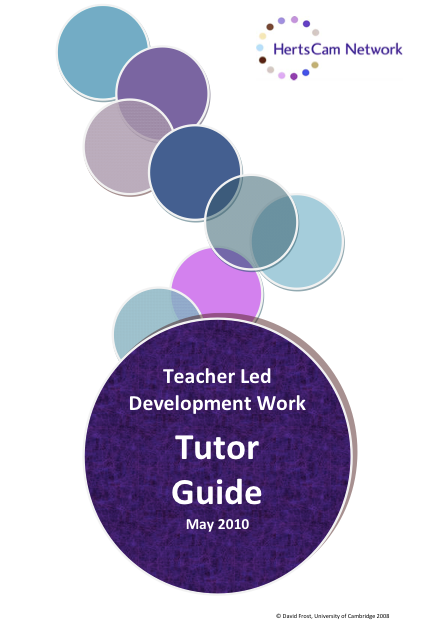 HertsCam Network
Teacher Led
Development Work
Tutor
Guide
May 2010
© David Frost, University of Cambridge 2008